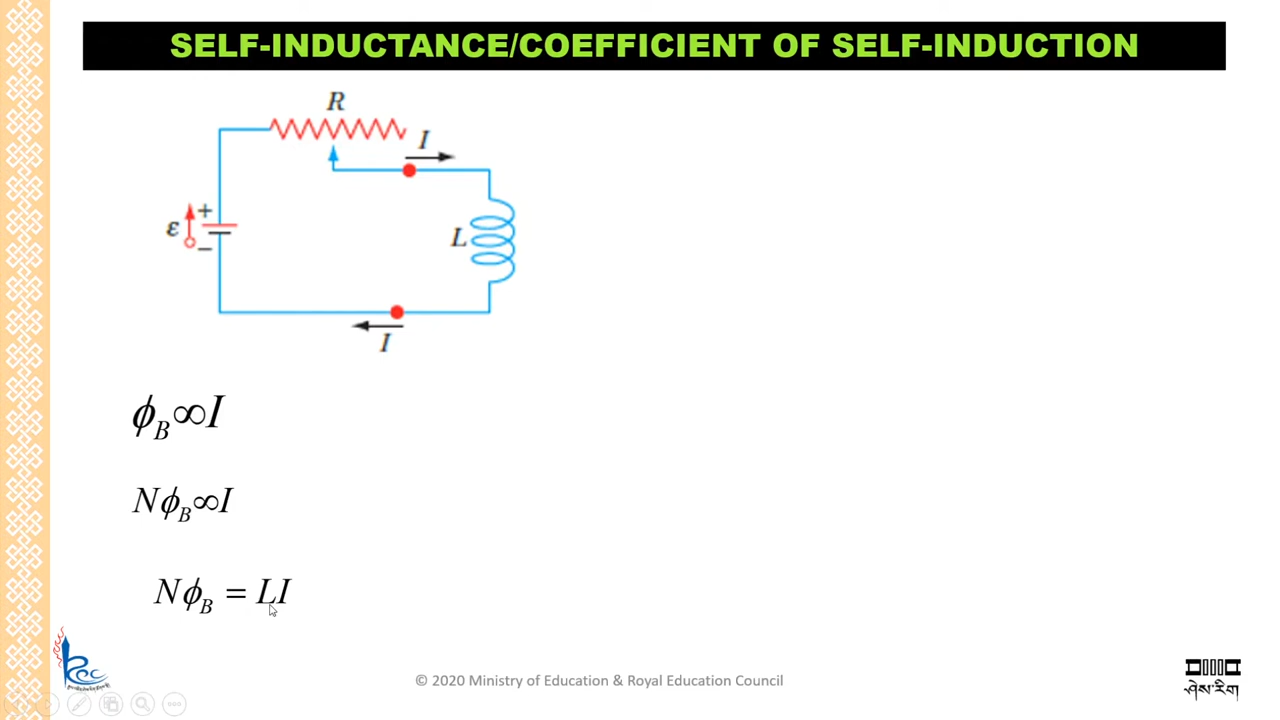 SELF-INDUCTANCE/COEFFICIENT OF SELF-INDUCTION
R
I
ε
+
−
L
I
ϕ_B ∞ I
Nϕ_B ∞ I
Nϕ_B = LI
© 2020 Ministry of Education & Royal Education Council
ཤེས་རིག